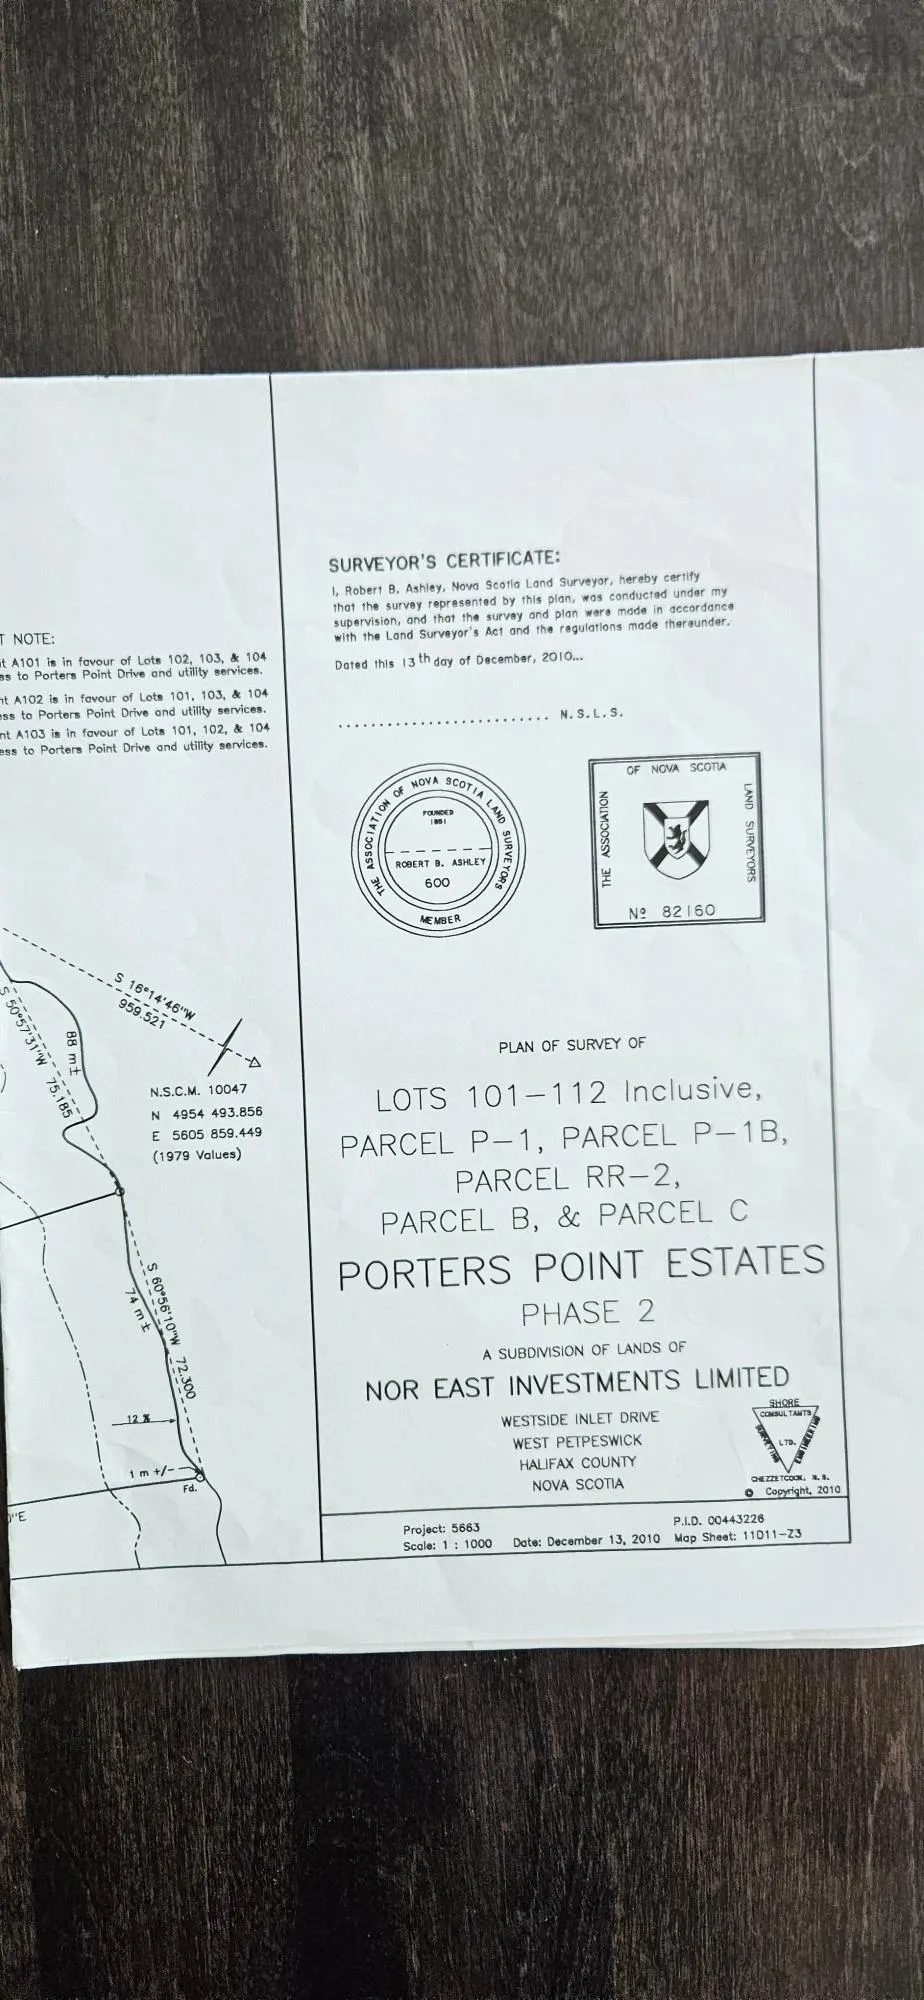 SURVEYOR'S CERTIFICATE:
I, Robert B. Ashley, Nova Scotia Land Surveyor, hereby certify
that the survey represented by this plan, was conducted under my
supervision, and that the survey and plan were made in accordance
with the Land Surveyor's Act and the regulations made thereunder.
Dated this 13th day of December, 2010...
.......................... N.S.L.S.
T NOTE:
t A101 is in favour of Lots 102, 103, & 104
ss to Porters Point Drive and utility services.
nt A102 is in favour of Lots 101, 103, & 104
ess to Porters Point Drive and utility services.
nt A103 is in favour of Lots 101, 102, & 104
ess to Porters Point Drive and utility services.
THE ASSOCIATION OF NOVA SCOTIA LAND SURVEYORS
FOUNDED
1951
ROBERT B. ASHLEY
600
MEMBER
THE ASSOCIATION
OF NOVA SCOTIA
LAND SURVEYORS
Nº 82160
S 16°14'46"W
959.521
S 50°57'31"W 75.185
88 m±
N.S.C.M. 10047
N 4954 493.856
E 5605 859.449
(1979 Values)
S 60°56'10"W 72.300
74 m±
12 %
1 m +/-
Fd.
"E
PLAN OF SURVEY OF
LOTS 101-112 Inclusive,
PARCEL P-1, PARCEL P-1B,
PARCEL RR-2,
PARCEL B, & PARCEL C
PORTERS POINT ESTATES
PHASE 2
A SUBDIVISION OF LANDS OF
NOR EAST INVESTMENTS LIMITED
WESTSIDE INLET DRIVE
WEST PETPESWICK
HALIFAX COUNTY
NOVA SCOTIA
SHORE
CONSULTANTS
LTD.
SURVEYING
ENGINEERING
CHEZZETCOOK, N.S.
© Copyright, 2010
Project: 5663
Scale: 1 : 1000
Date: December 13, 2010
P.I.D. 00443226
Map Sheet: 11D11-Z3